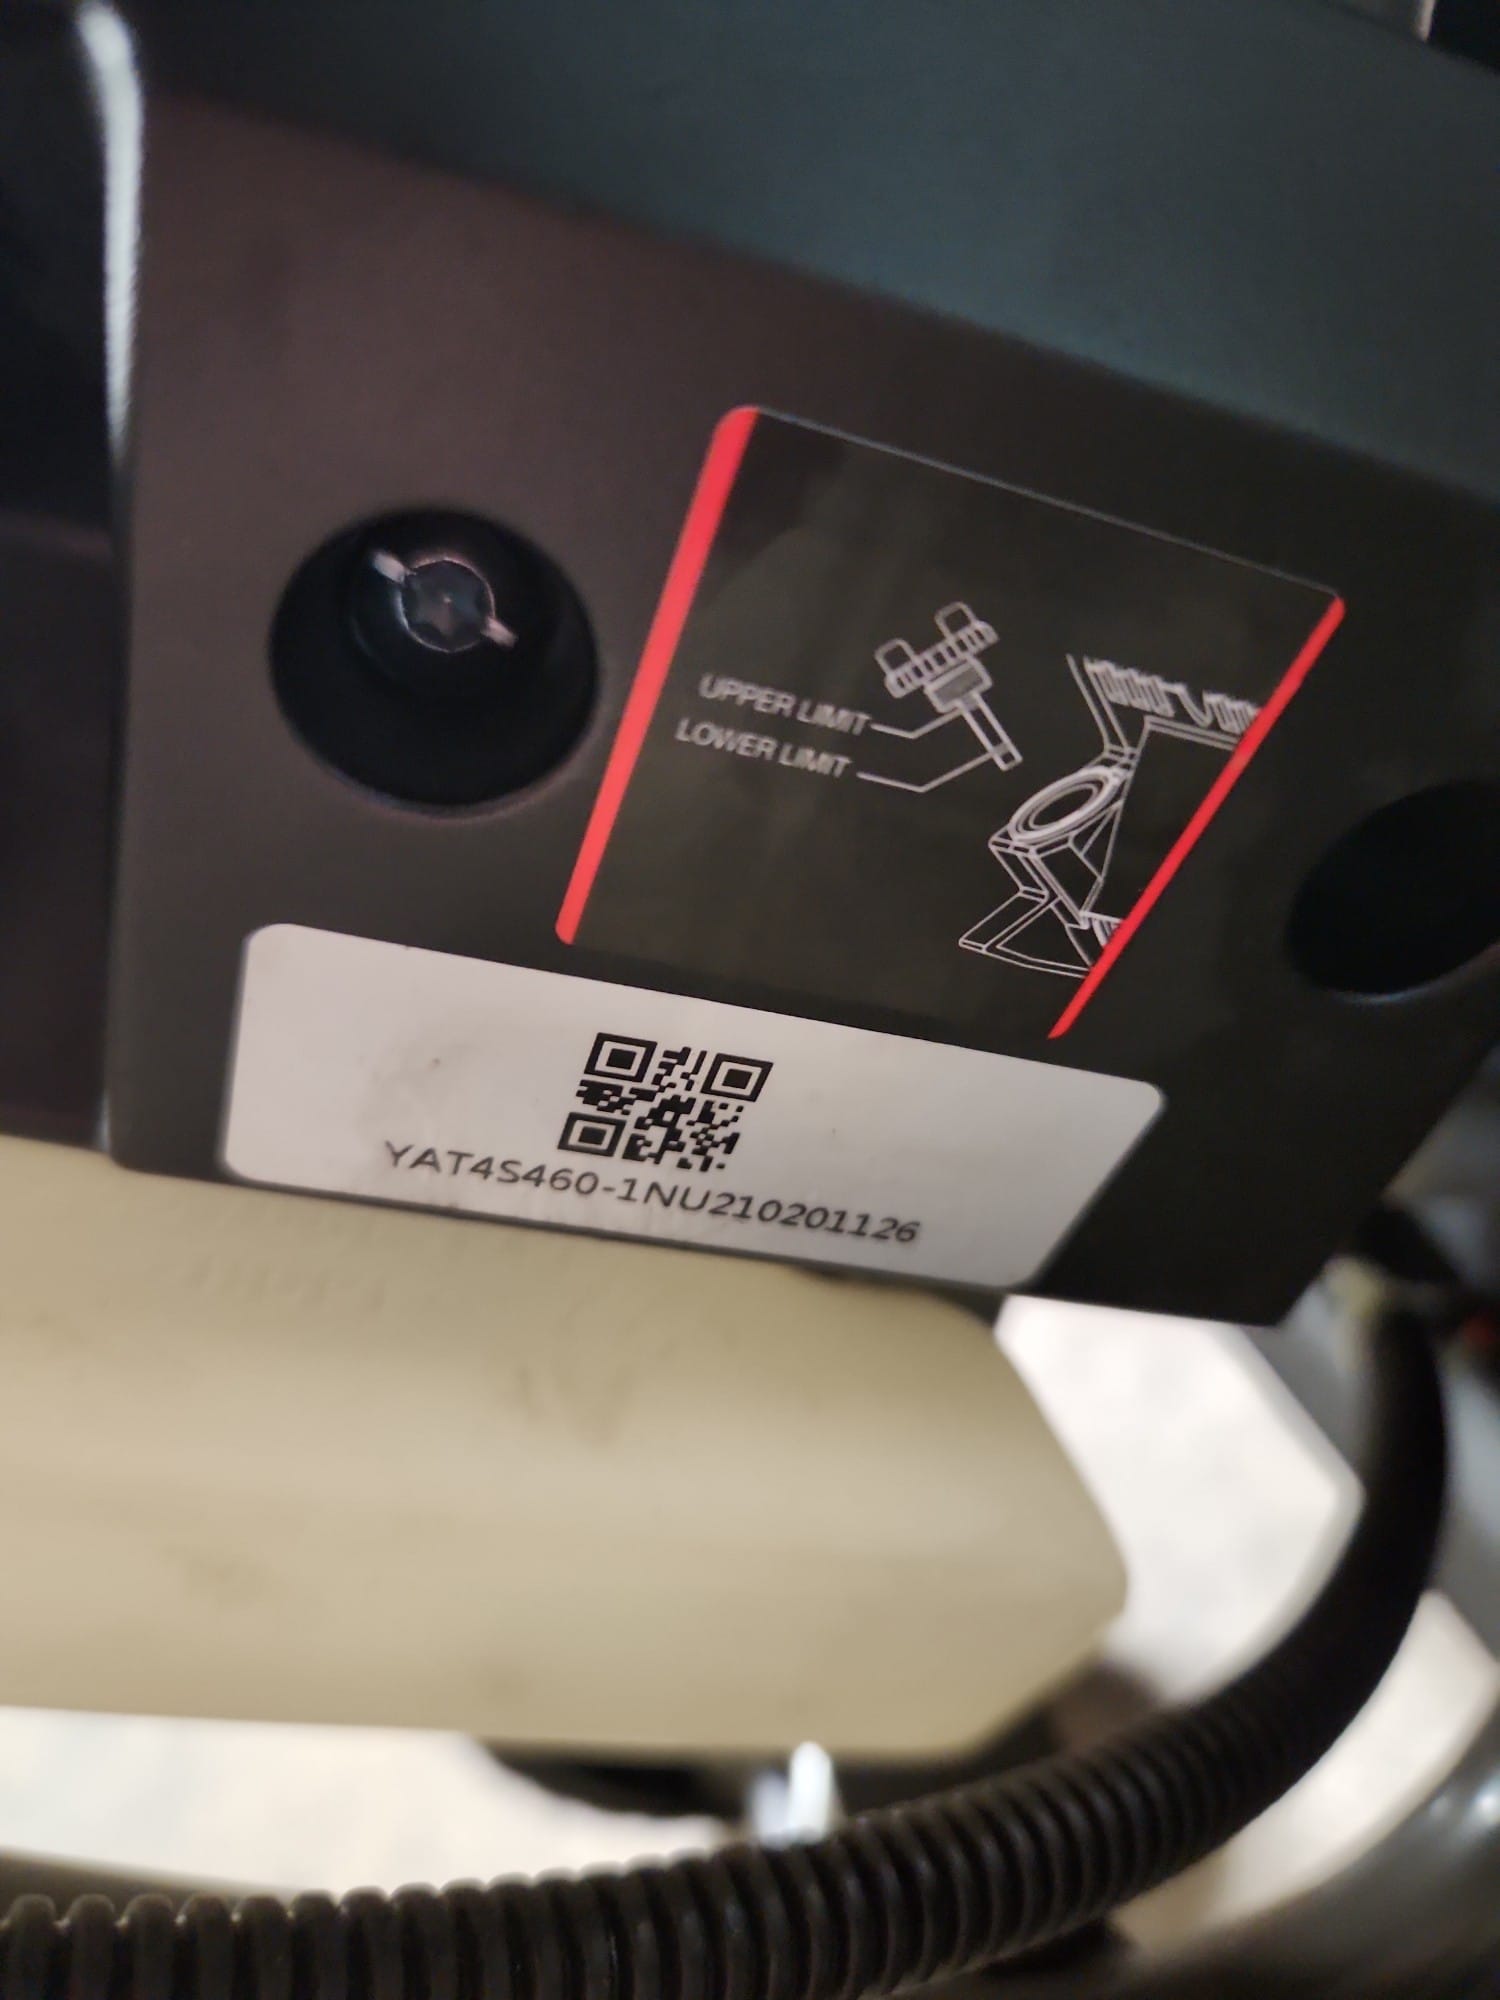 UPPER LIMIT
LOWER LIMIT
YAT4S460-1NU210201126